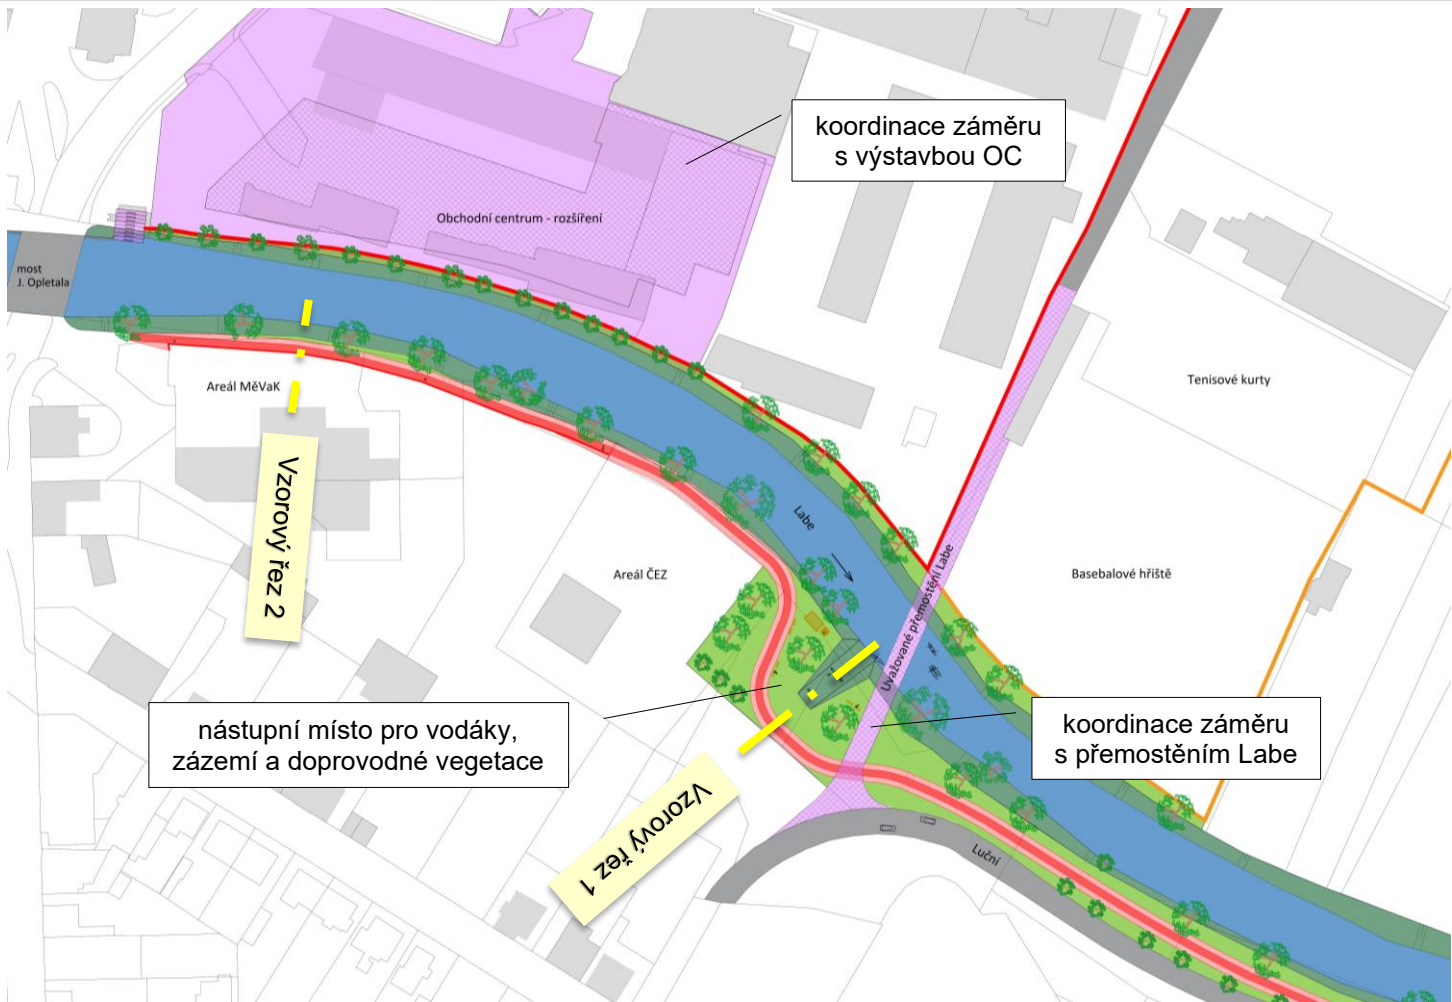 koordinace záměru
s výstavbou OC
Obchodní centrum - rozšíření
most
J. Opletala
Areál MěVaK
Tenisové kurty
Vzorový řez 2
Labe
Areál ČEZ
Basebalové hřiště
Uvažované přemostění Labe
nástupní místo pro vodáky,
zázemí a doprovodné vegetace
koordinace záměru
s přemostěním Labe
Vzorový řez 1
Luční